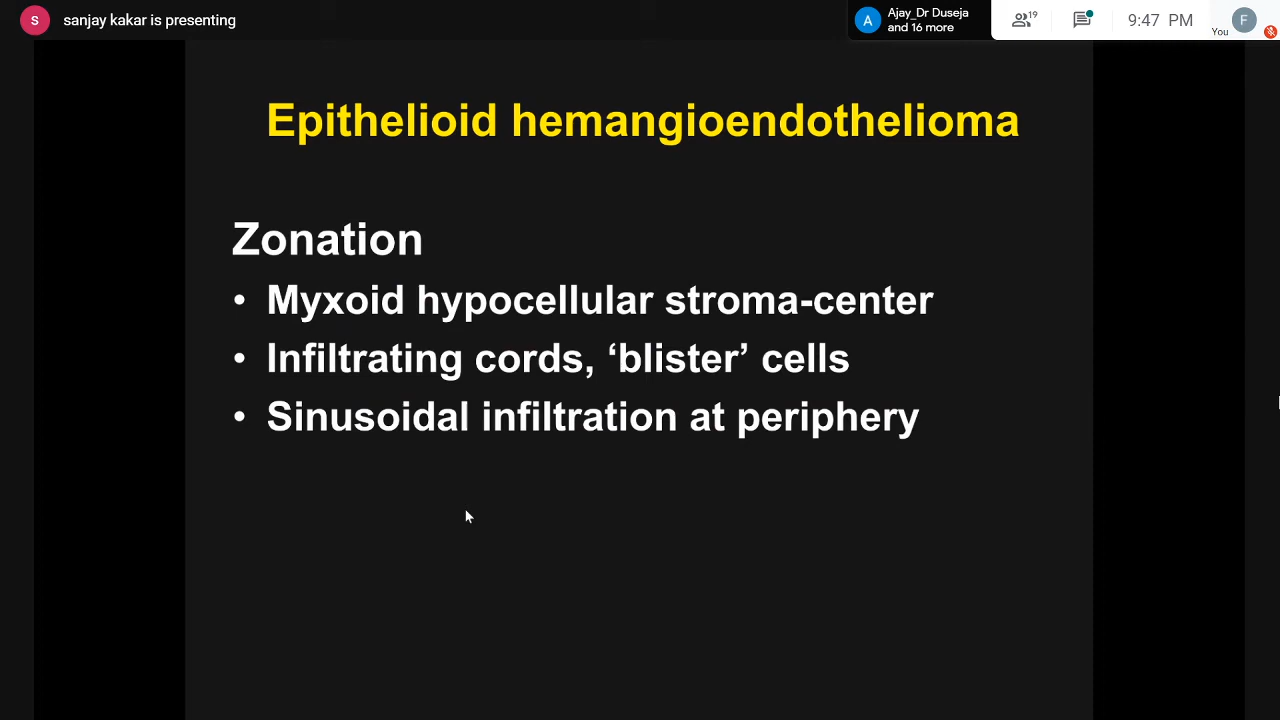 S sanjay kakar is presenting
A Ajay_Dr Duseja
and 16 more
19
9:47 PM
You
F
Epithelioid hemangioendothelioma
Zonation
• Myxoid hypocellular stroma-center
• Infiltrating cords, ‘blister’ cells
• Sinusoidal infiltration at periphery